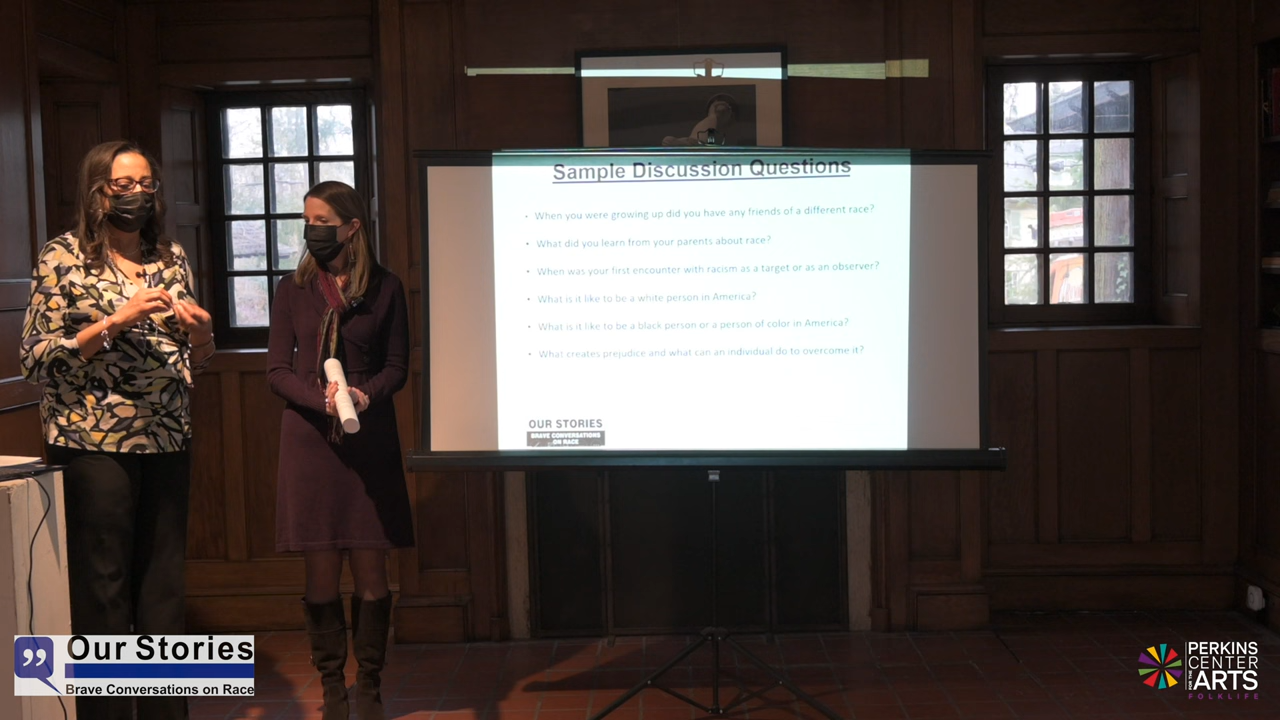 Sample Discussion Questions
• When you were growing up did you have any friends of a different race?
• What did you learn from your parents about race?
• When was your first encounter with racism as a target or as an observer?
• What is it like to be a white person in America?
• What is it like to be a black person or a person of color in America?
• What creates prejudice and what can an individual do to overcome it?
OUR STORIES
BRAVE CONVERSATIONS
ON RACE
Our Stories
Brave Conversations on Race
PERKINS
CENTER
FOR THE
ARTS
FOLKLIFE